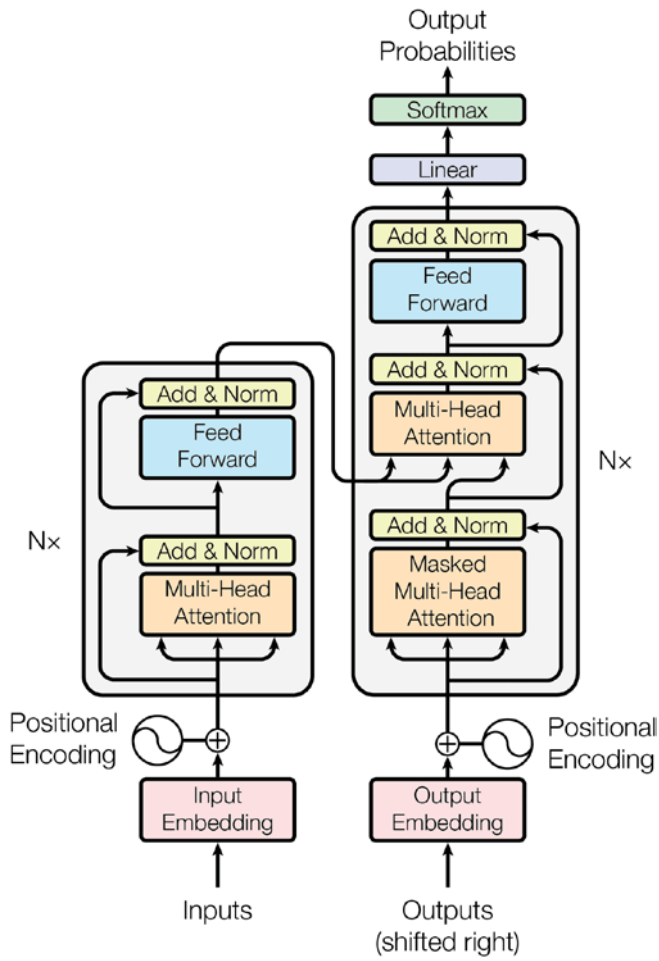 Output
Probabilities
Softmax
Linear
Add & Norm
Feed
Forward
Add & Norm
Multi-Head
Attention
Nx
Add & Norm
Masked
Multi-Head
Attention
Add & Norm
Feed
Forward
Nx
Add & Norm
Multi-Head
Attention
Positional
Encoding
Positional
Encoding
Input
Embedding
Output
Embedding
Inputs
Outputs
(shifted right)